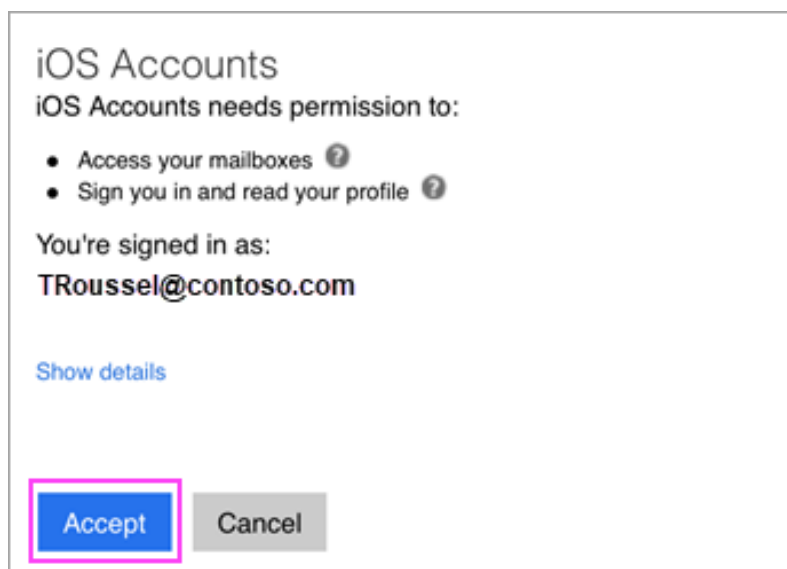 iOS Accounts
iOS Accounts needs permission to:
• Access your mailboxes ?
• Sign you in and read your profile ?
You're signed in as:
TRoussel@contoso.com
Show details
Accept Cancel